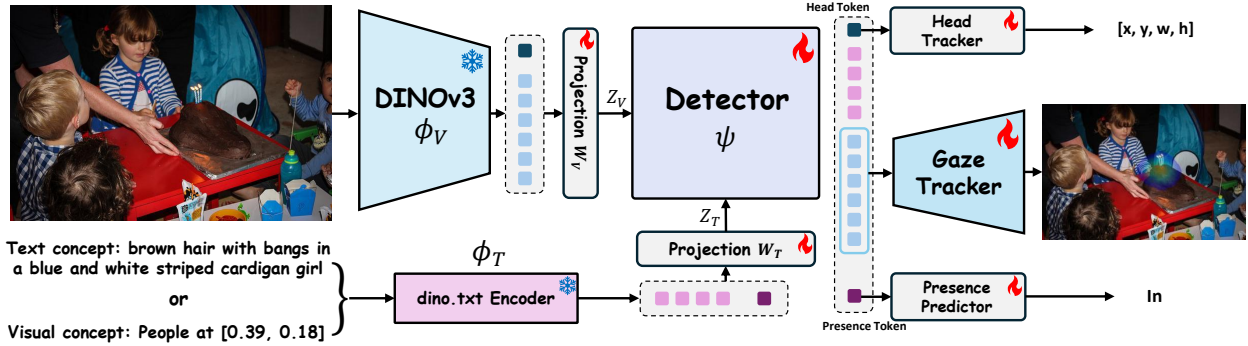 Head Token
Head
Tracker
[x, y, w, h]
DINOv3
ϕ_V
Projection W_V
Z_V
Detector
ψ
Gaze
Tracker
Z_T
Text concept: brown hair with bangs in
a blue and white striped cardigan girl
or
Visual concept: People at [0.39, 0.18]
ϕ_T
dino.txt Encoder
Projection W_T
Presence
Predictor
In
Presence Token